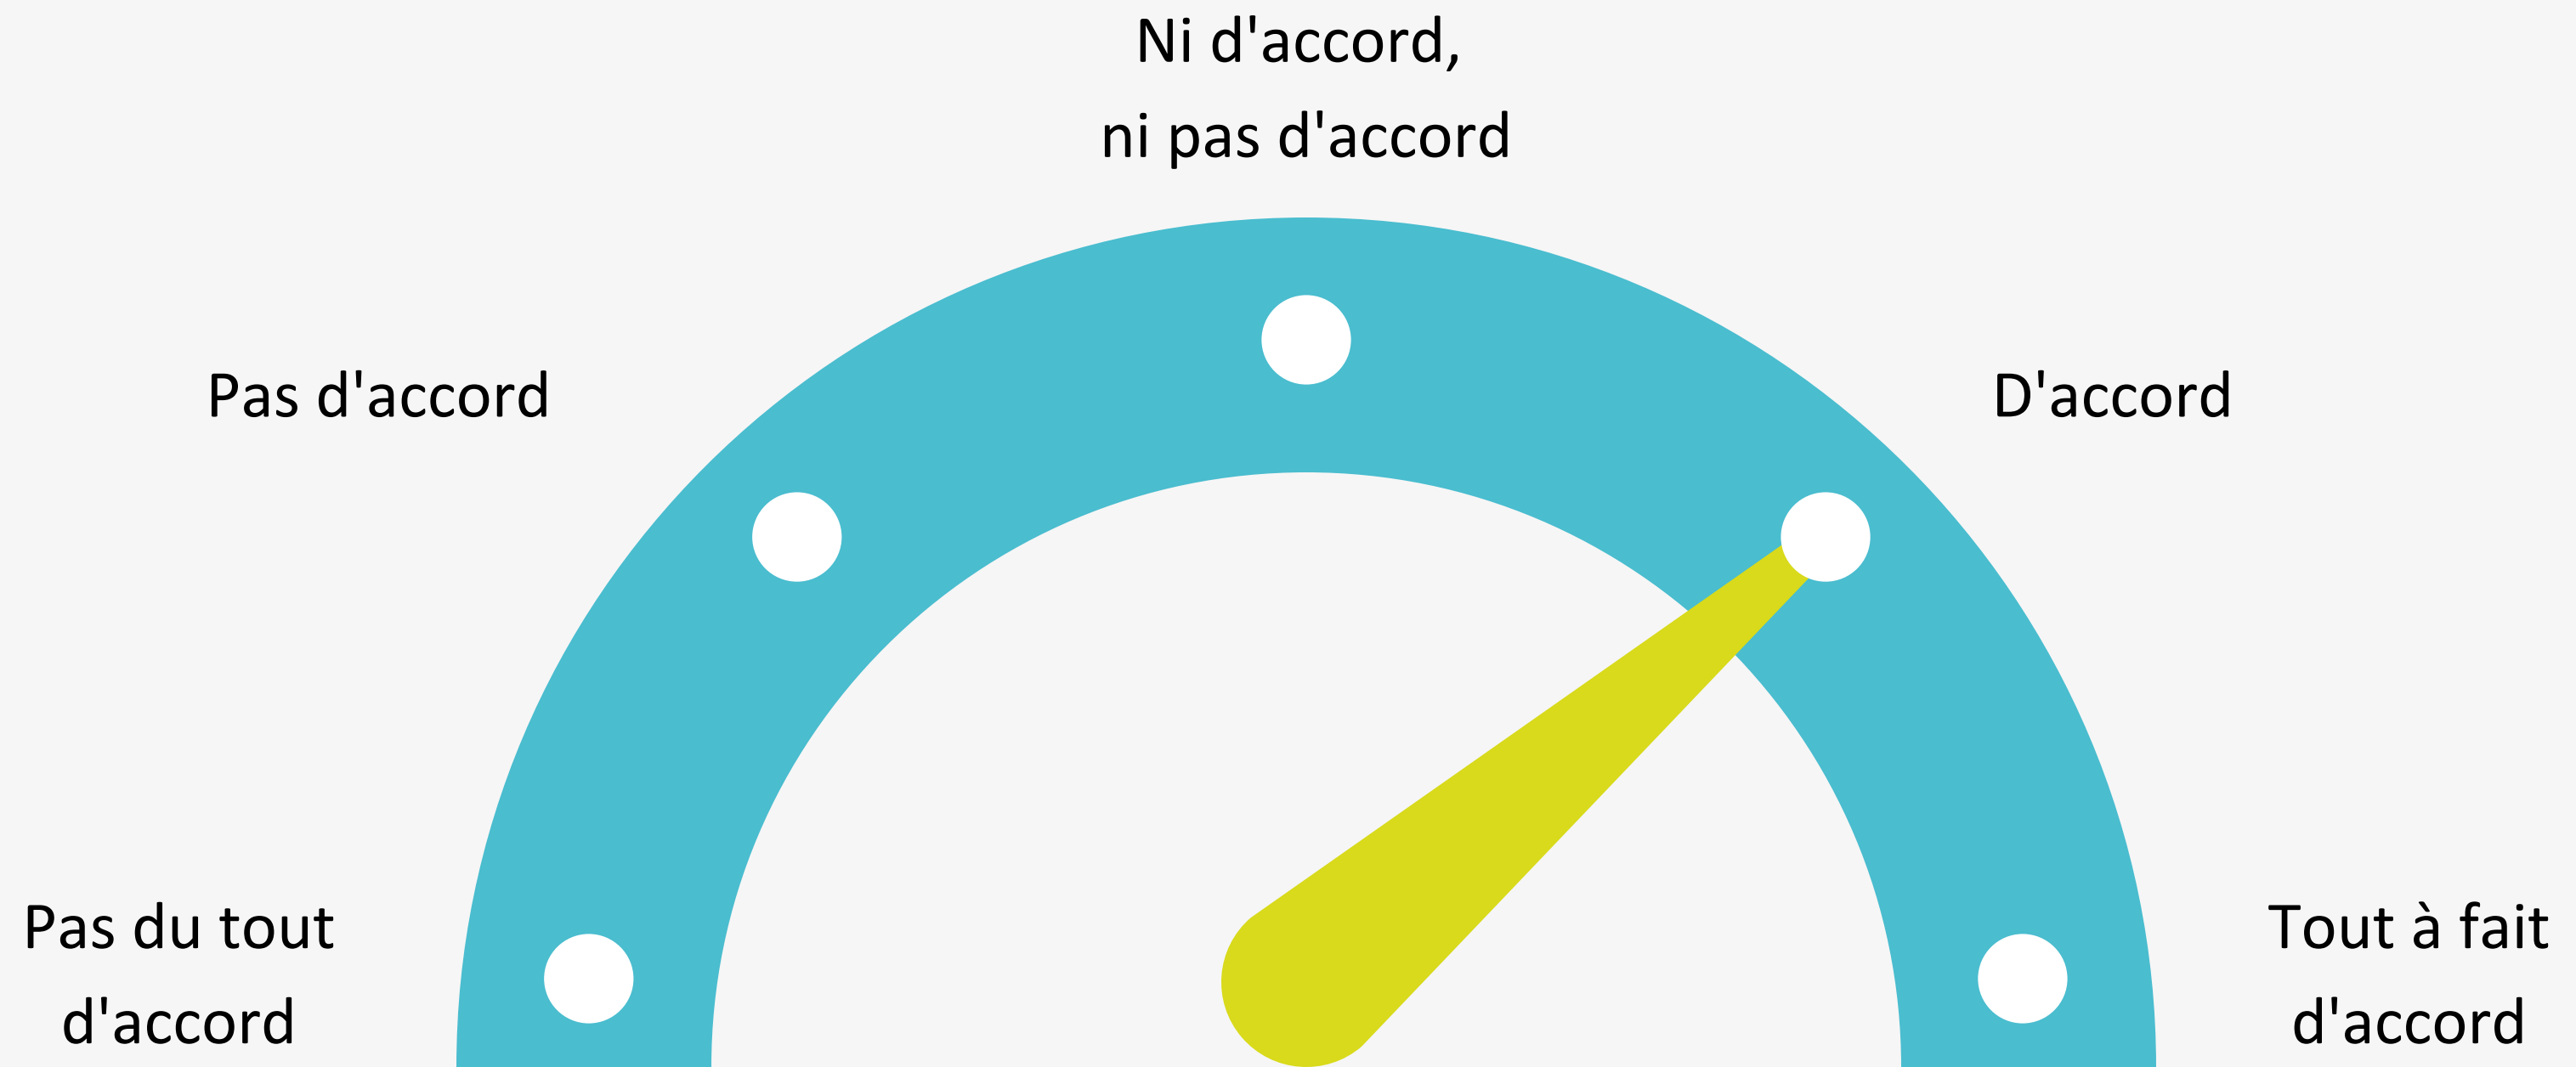 Ni d'accord,
ni pas d'accord
Pas d'accord
D'accord
Pas du tout
d'accord
Tout à fait
d'accord